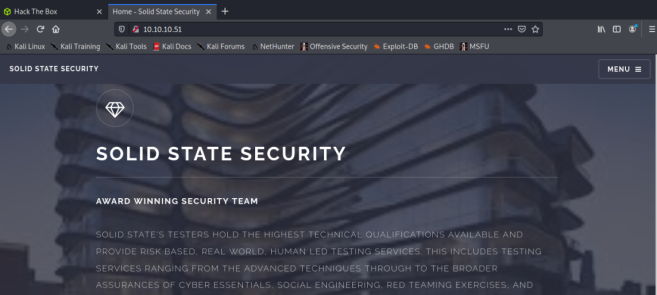 Hack The Box
Home - Solid State Security
10.10.10.51
Kali Linux Kali Training Kali Tools Kali Docs Kali Forums NetHunter Offensive Security Exploit-DB GHDB MSFU
SOLID STATE SECURITY MENU
SOLID STATE SECURITY
AWARD WINNING SECURITY TEAM
SOLID STATE'S TESTERS HOLD THE HIGHEST TECHNICAL QUALIFICATIONS AVAILABLE AND
PROVIDE RISK BASED, REAL WORLD, HUMAN LED TESTING SERVICES. THIS INCLUDES TESTING
SERVICES RANGING FROM THE ADVANCED TECHNIQUES THROUGH TO THE BROADER
ASSURANCES OF CYBER ESSENTIALS, SOCIAL ENGINEERING, RED TEAMING EXERCISES, AND